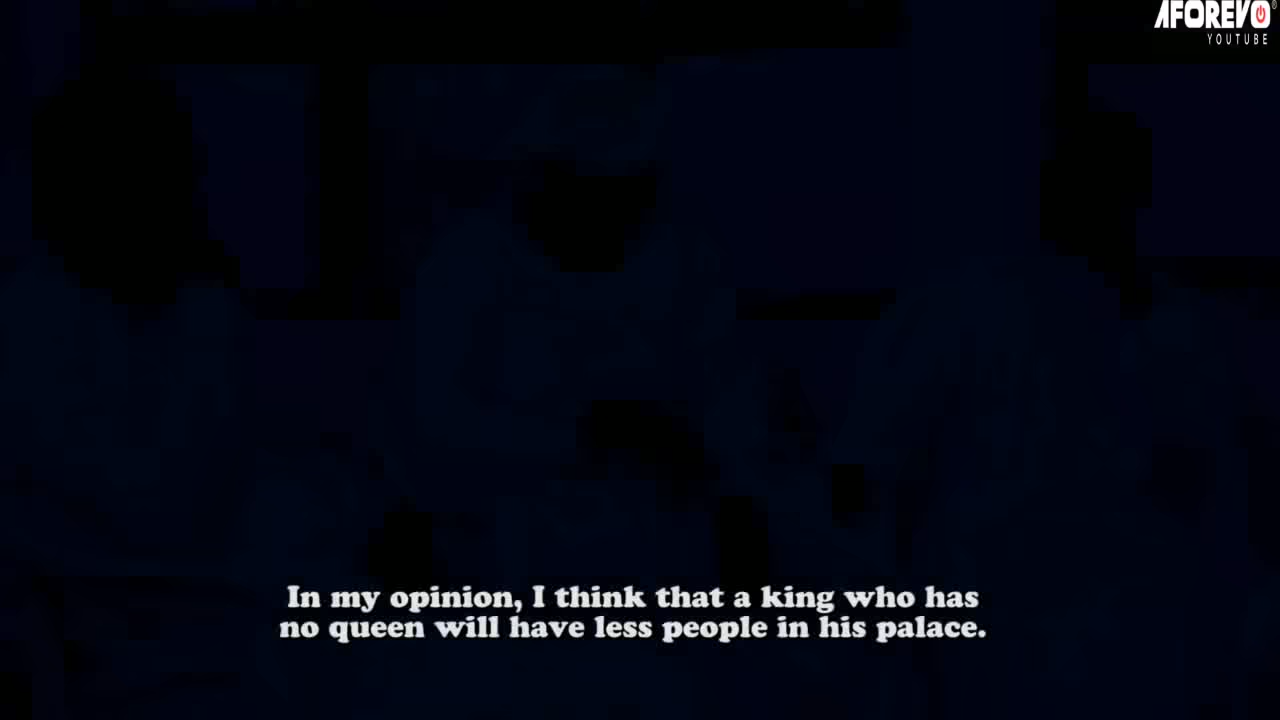 AFOREVO®
YOUTUBE
In my opinion, I think that a king who has
no queen will have less people in his palace.